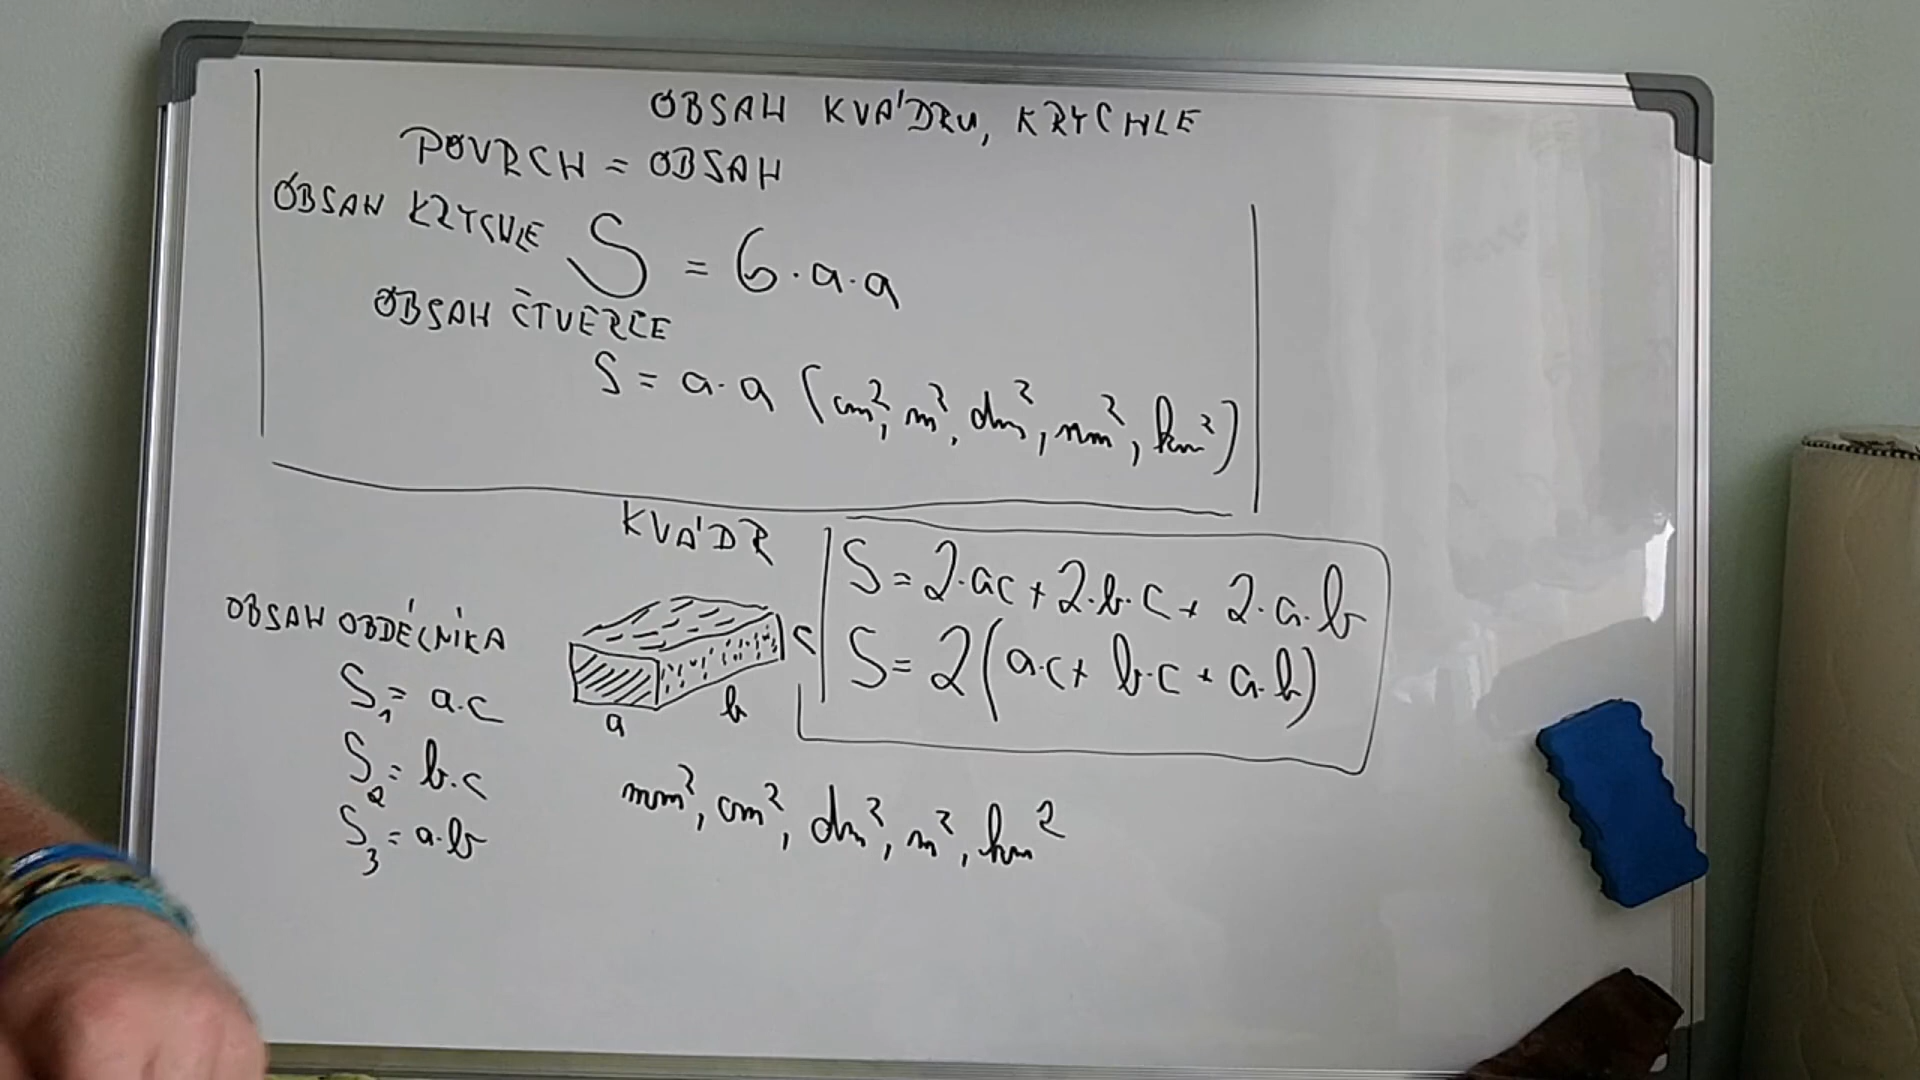 OBSAH KVÁDRU, KRYCHLE
POVRCH = OBSAH
OBSAH KRYCHLE S = 6·a·a
OBSAH ČTVERCE
S = a·a (cm², m², dm², mm², km²)
KVÁDR
S = 2·ac + 2·b·c + 2·a·b
S = 2(a·c + b·c + a·b)
c
a
b
OBSAH OBDÉLNÍKA
S₁ = a·c
S₂ = b·c
S₃ = a·b
mm², cm², dm², m², km²